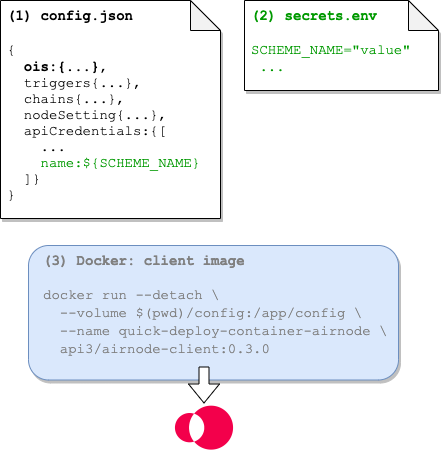 (1) config.json
{
ois:{...},
triggers{...},
chains{...},
nodeSetting{...},
apiCredentials:{[
...
name:${SCHEME_NAME}
]}
}
(2) secrets.env
SCHEME_NAME="value"
...
(3) Docker: client image
docker run --detach \
--volume $(pwd)/config:/app/config \
--name quick-deploy-container-airnode \
api3/airnode-client:0.3.0